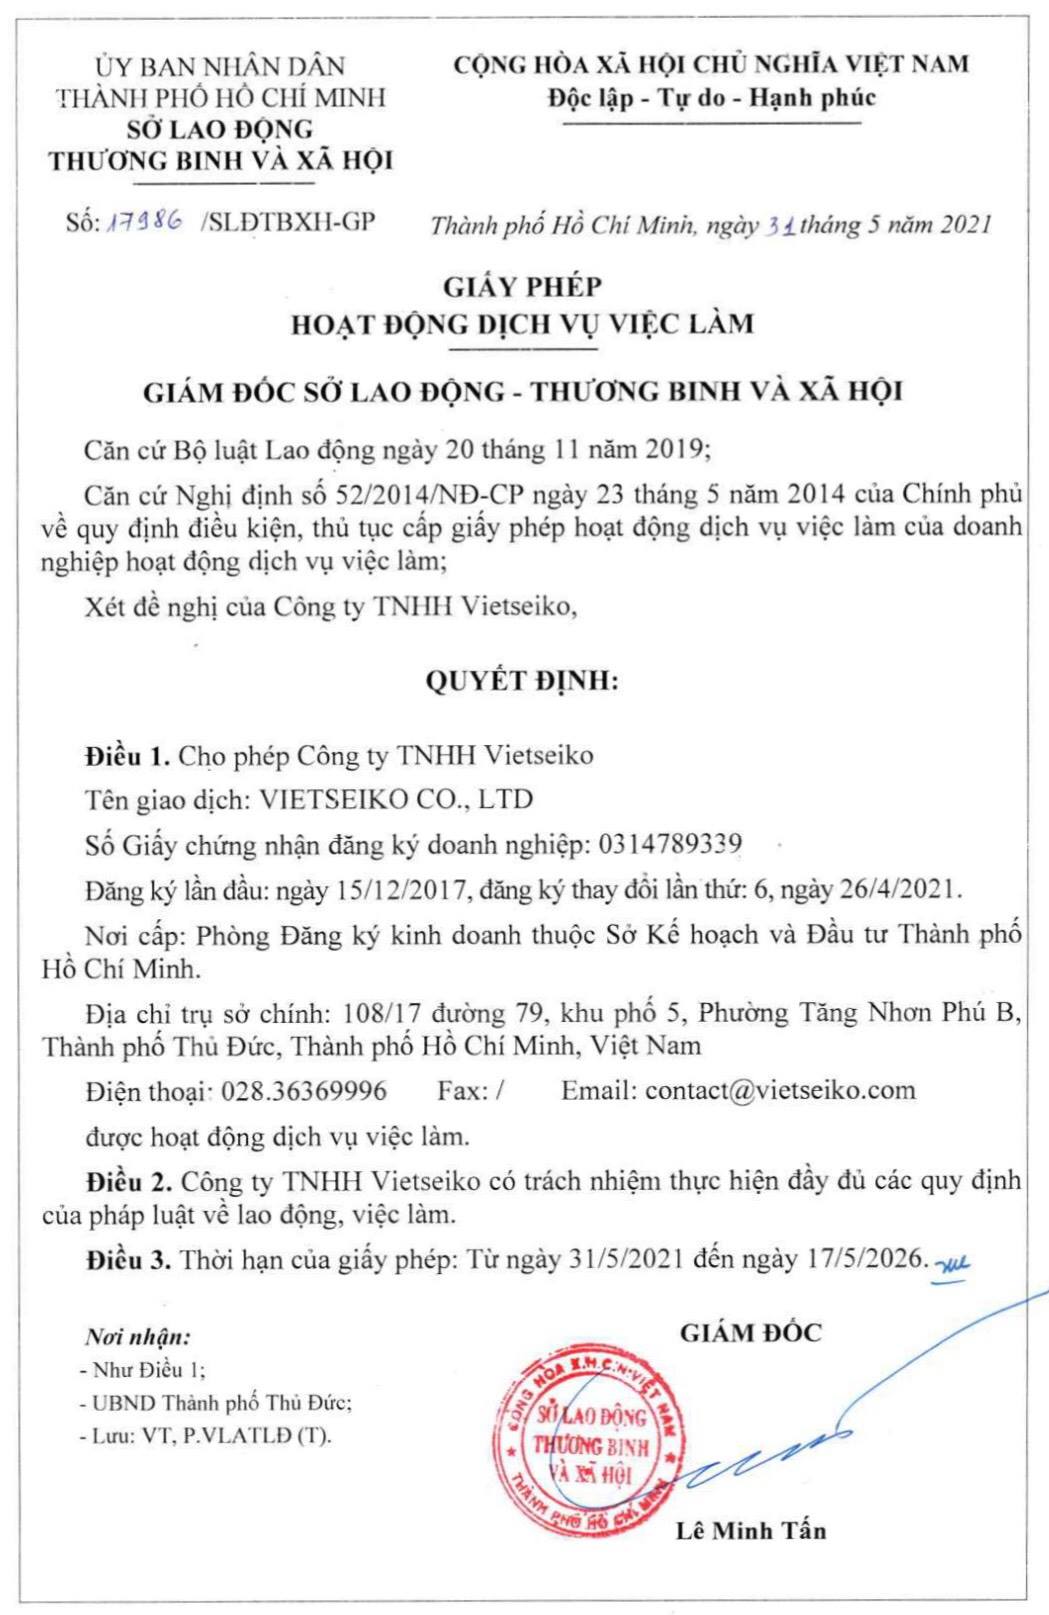 ỦY BAN NHÂN DÂN
THÀNH PHỐ HỒ CHÍ MINH
SỞ LAO ĐỘNG
THƯƠNG BINH VÀ XÃ HỘI
CỘNG HÒA XÃ HỘI CHỦ NGHĨA VIỆT NAM
Độc lập - Tự do - Hạnh phúc
Số: 17986 /SLĐTBXH-GP
Thành phố Hồ Chí Minh, ngày 31 tháng 5 năm 2021
GIẤY PHÉP
HOẠT ĐỘNG DỊCH VỤ VIỆC LÀM
GIÁM ĐỐC SỞ LAO ĐỘNG - THƯƠNG BINH VÀ XÃ HỘI
Căn cứ Bộ luật Lao động ngày 20 tháng 11 năm 2019;
Căn cứ Nghị định số 52/2014/NĐ-CP ngày 23 tháng 5 năm 2014 của Chính phủ
về quy định điều kiện, thủ tục cấp giấy phép hoạt động dịch vụ việc làm của doanh
nghiệp hoạt động dịch vụ việc làm;
Xét đề nghị của Công ty TNHH Vietseiko,
QUYẾT ĐỊNH:
Điều 1. Cho phép Công ty TNHH Vietseiko
Tên giao dịch: VIETSEIKO CO., LTD
Số Giấy chứng nhận đăng ký doanh nghiệp: 0314789339
Đăng ký lần đầu: ngày 15/12/2017, đăng ký thay đổi lần thứ: 6, ngày 26/4/2021.
Nơi cấp: Phòng Đăng ký kinh doanh thuộc Sở Kế hoạch và Đầu tư Thành phố
Hồ Chí Minh.
Địa chỉ trụ sở chính: 108/17 đường 79, khu phố 5, Phường Tăng Nhơn Phú B,
Thành phố Thủ Đức, Thành phố Hồ Chí Minh, Việt Nam
Điện thoại: 028.36369996 Fax: / Email: contact@vietseiko.com
được hoạt động dịch vụ việc làm.
Điều 2. Công ty TNHH Vietseiko có trách nhiệm thực hiện đầy đủ các quy định
của pháp luật về lao động, việc làm.
Điều 3. Thời hạn của giấy phép: Từ ngày 31/5/2021 đến ngày 17/5/2026.
Nơi nhận:
- Như Điều 1;
- UBND Thành phố Thủ Đức;
- Lưu: VT, P.VLATLĐ (T).
GIÁM ĐỐC
CỘNG HÒA X.H.C.N VIỆT NAM
SỞ LAO ĐỘNG
THƯƠNG BINH
VÀ XÃ HỘI
THÀNH PHỐ HỒ CHÍ MINH
Lê Minh Tấn